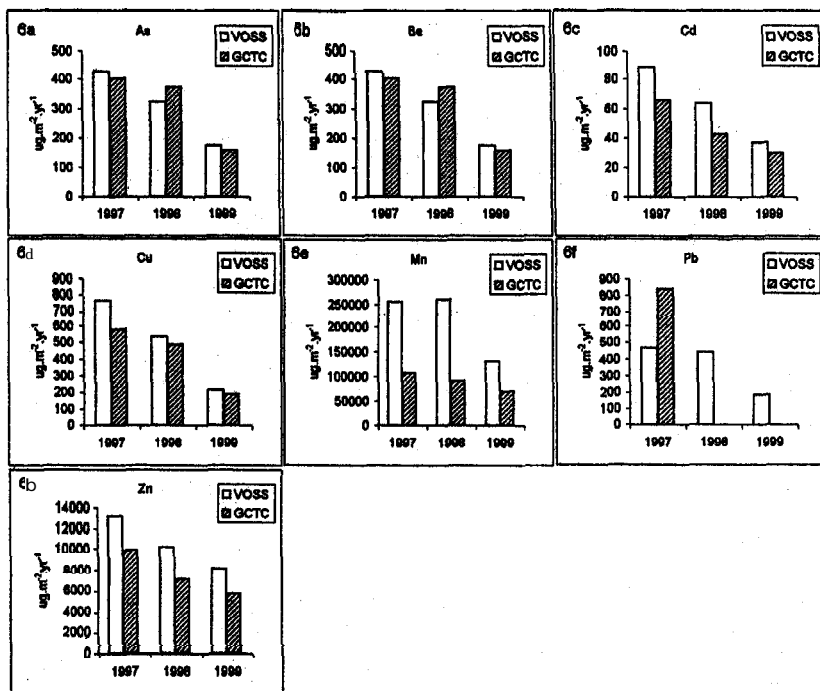 6a
As
VOSS
GCTC
500
400
300
200
100
0
ug.m⁻².yr⁻¹
1997 1998 1999
6b
VOSS
GCTC
500
400
300
200
100
0
ug.m⁻².yr⁻¹
1997 1998 1999
6c
Cd
VOSS
GCTC
100
80
60
40
20
0
ug.m⁻².yr⁻¹
1997 1998 1999
6d
Cu
VOSS
GCTC
900
800
700
600
500
400
300
200
100
0
ug.m⁻².yr⁻¹
1997 1998 1999
6e
Mn
VOSS
GCTC
300000
250000
200000
150000
100000
50000
0
ug.m⁻².yr⁻¹
1997 1998 1999
6f
Pb
VOSS
GCTC
900
800
700
600
500
400
300
200
100
0
ug.m⁻².yr⁻¹
1997 1998 1999
6b
Zn
VOSS
GCTC
14000
12000
10000
8000
6000
4000
2000
0
ug.m⁻².yr⁻¹
1997 1998 1999